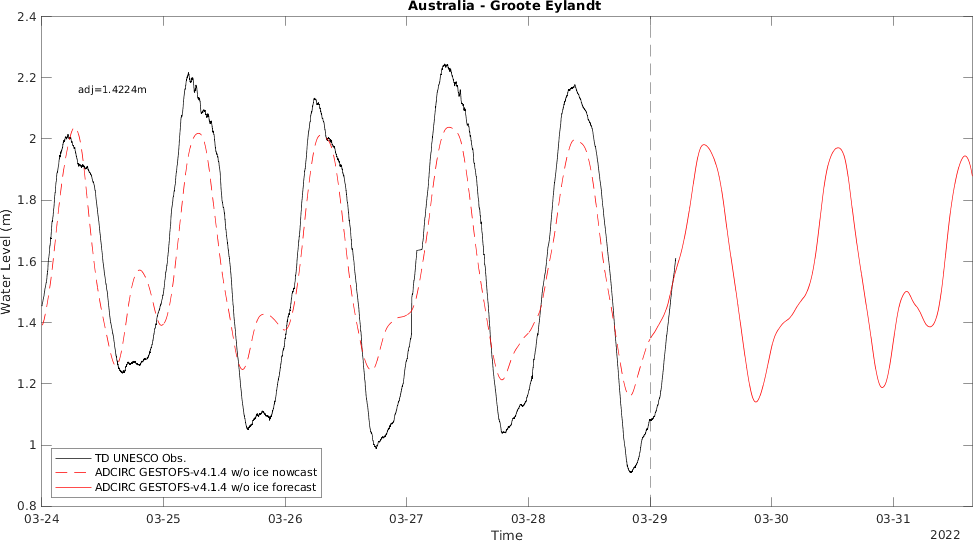 Australia - Groote Eylandt
2.4
2.2
2
1.8
1.6
1.4
1.2
1
0.8
Water Level (m)
adj=1.4224m
TD UNESCO Obs.
ADCIRC GESTOFS-v4.1.4 w/o ice nowcast
ADCIRC GESTOFS-v4.1.4 w/o ice forecast
03-24 03-25 03-26 03-27 03-28 03-29 03-30 03-31
Time
2022